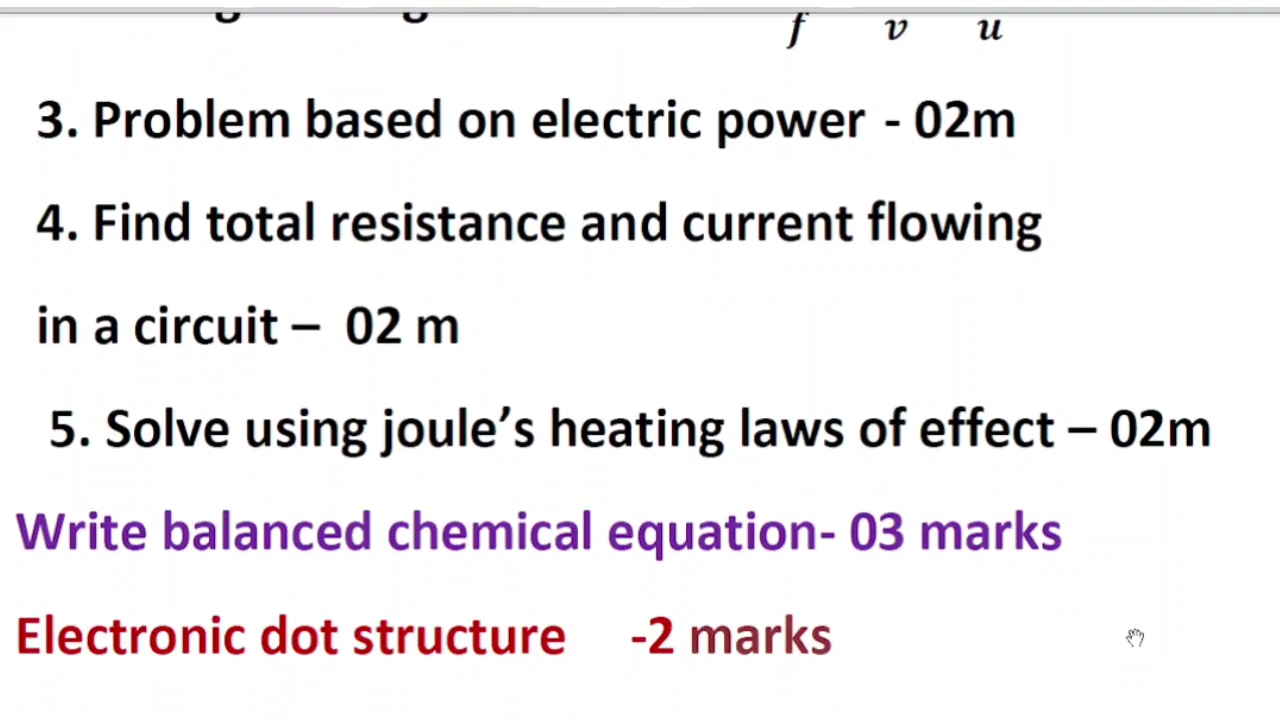 f v u
3. Problem based on electric power - 02m
4. Find total resistance and current flowing
in a circuit – 02 m
5. Solve using joule’s heating laws of effect – 02m
Write balanced chemical equation- 03 marks
Electronic dot structure -2 marks